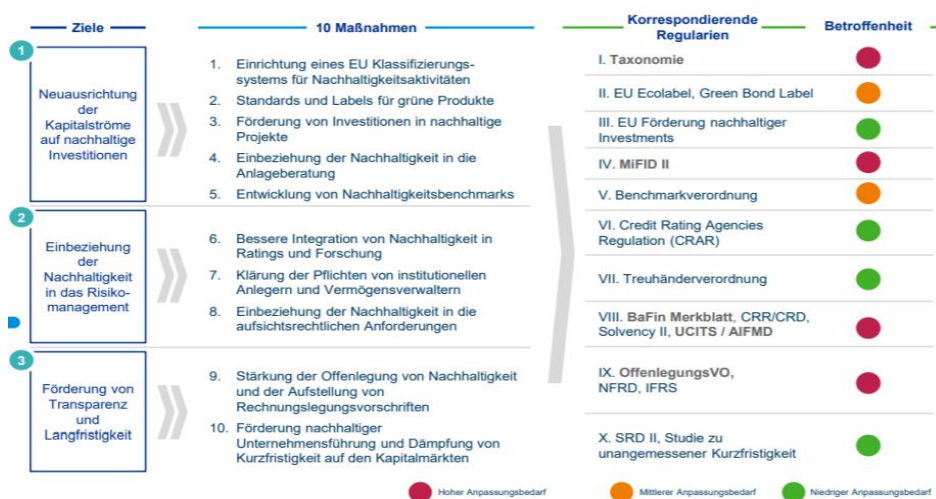 Ziele
10 Maßnahmen
Korrespondierende
Regularien
Betroffenheit
1
Neuausrichtung
der
Kapitalströme
auf nachhaltige
Investitionen
1. Einrichtung eines EU Klassifizierungs-
systems für Nachhaltigkeitsaktivitäten
2. Standards und Labels für grüne Produkte
3. Förderung von Investitionen in nachhaltige
Projekte
4. Einbeziehung der Nachhaltigkeit in die
Anlageberatung
5. Entwicklung von Nachhaltigkeitsbenchmarks
I. Taxonomie
II. EU Ecolabel, Green Bond Label
III. EU Förderung nachhaltiger
Investments
IV. MiFID II
V. Benchmarkverordnung
2
Einbeziehung
der
Nachhaltigkeit
in das Risiko-
management
6. Bessere Integration von Nachhaltigkeit in
Ratings und Forschung
7. Klärung der Pflichten von institutionellen
Anlegern und Vermögensverwaltern
8. Einbeziehung der Nachhaltigkeit in die
aufsichtsrechtlichen Anforderungen
VI. Credit Rating Agencies
Regulation (CRAR)
VII. Treuhänderverordnung
VIII. BaFin Merkblatt, CRR/CRD,
Solvency II, UCITS / AIFMD
3
Förderung von
Transparenz
und
Langfristigkeit
9. Stärkung der Offenlegung von Nachhaltigkeit
und der Aufstellung von
Rechnungslegungsvorschriften
10. Förderung nachhaltiger
Unternehmensführung und Dämpfung von
Kurzfristigkeit auf den Kapitalmärkten
IX. OffenlegungsVO,
NFRD, IFRS
X. SRD II, Studie zu
unangemessener Kurzfristigkeit
Hoher Anpassungsbedarf
Mittlerer Anpassungsbedarf
Niedriger Anpassungsbedarf